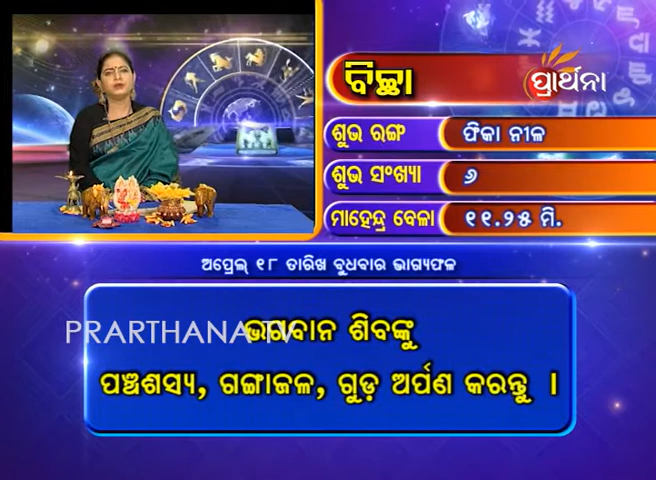 ବିଚ୍ଛା
ପ୍ରାର୍ଥନା
ଶୁଭ ରଙ୍ଗ ଫିକା ନୀଳ
ଶୁଭ ସଂଖ୍ୟା ୬
ମାହେନ୍ଦ୍ର ବେଳା ୧୧.୨୫ ମି.
ଅପ୍ରେଲ୍ ୧୮ ତାରିଖ ବୁଧବାର ଭାଗ୍ୟଫଳ
PRARTHANA TV
ଭଗବାନ ଶିବଙ୍କୁ
ପଞ୍ଚଶସ୍ୟ, ଗଙ୍ଗାଜଳ, ଗୁଡ଼ ଅର୍ପଣ କରନ୍ତୁ ।